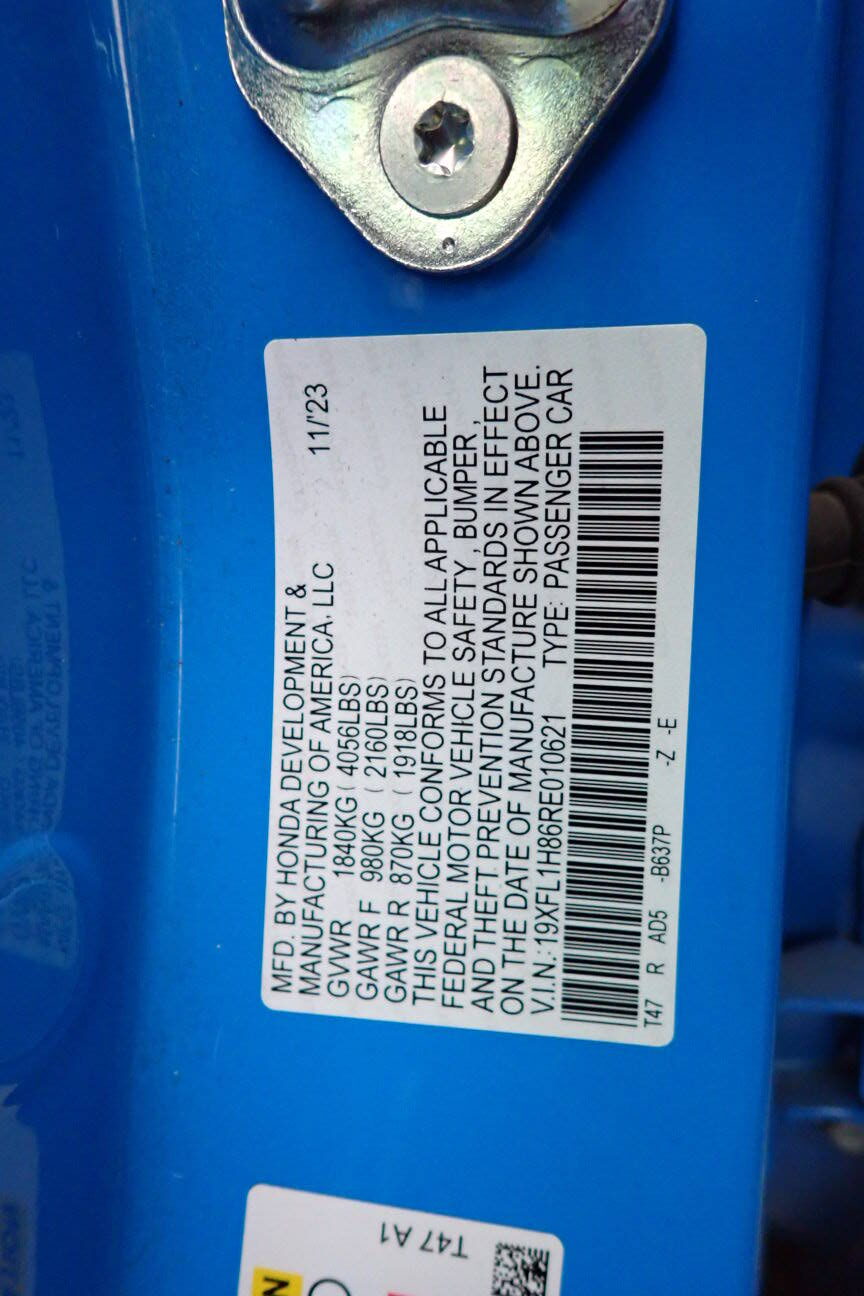 MFD. BY HONDA DEVELOPMENT &
MANUFACTURING OF AMERICA, LLC 11/'23
GVWR 1840KG ( 4056LBS)
GAWR F 980KG ( 2160LBS)
GAWR R 870KG ( 1918LBS)
THIS VEHICLE CONFORMS TO ALL APPLICABLE
FEDERAL MOTOR VEHICLE SAFETY , BUMPER ,
AND THEFT PREVENTION STANDARDS IN EFFECT
ON THE DATE OF MANUFACTURE SHOWN ABOVE.
V.I.N.: 19XFL1H86RE010621 TYPE: PASSENGER CAR
T47 R AD5 -B637P -Z -E
T47 A1